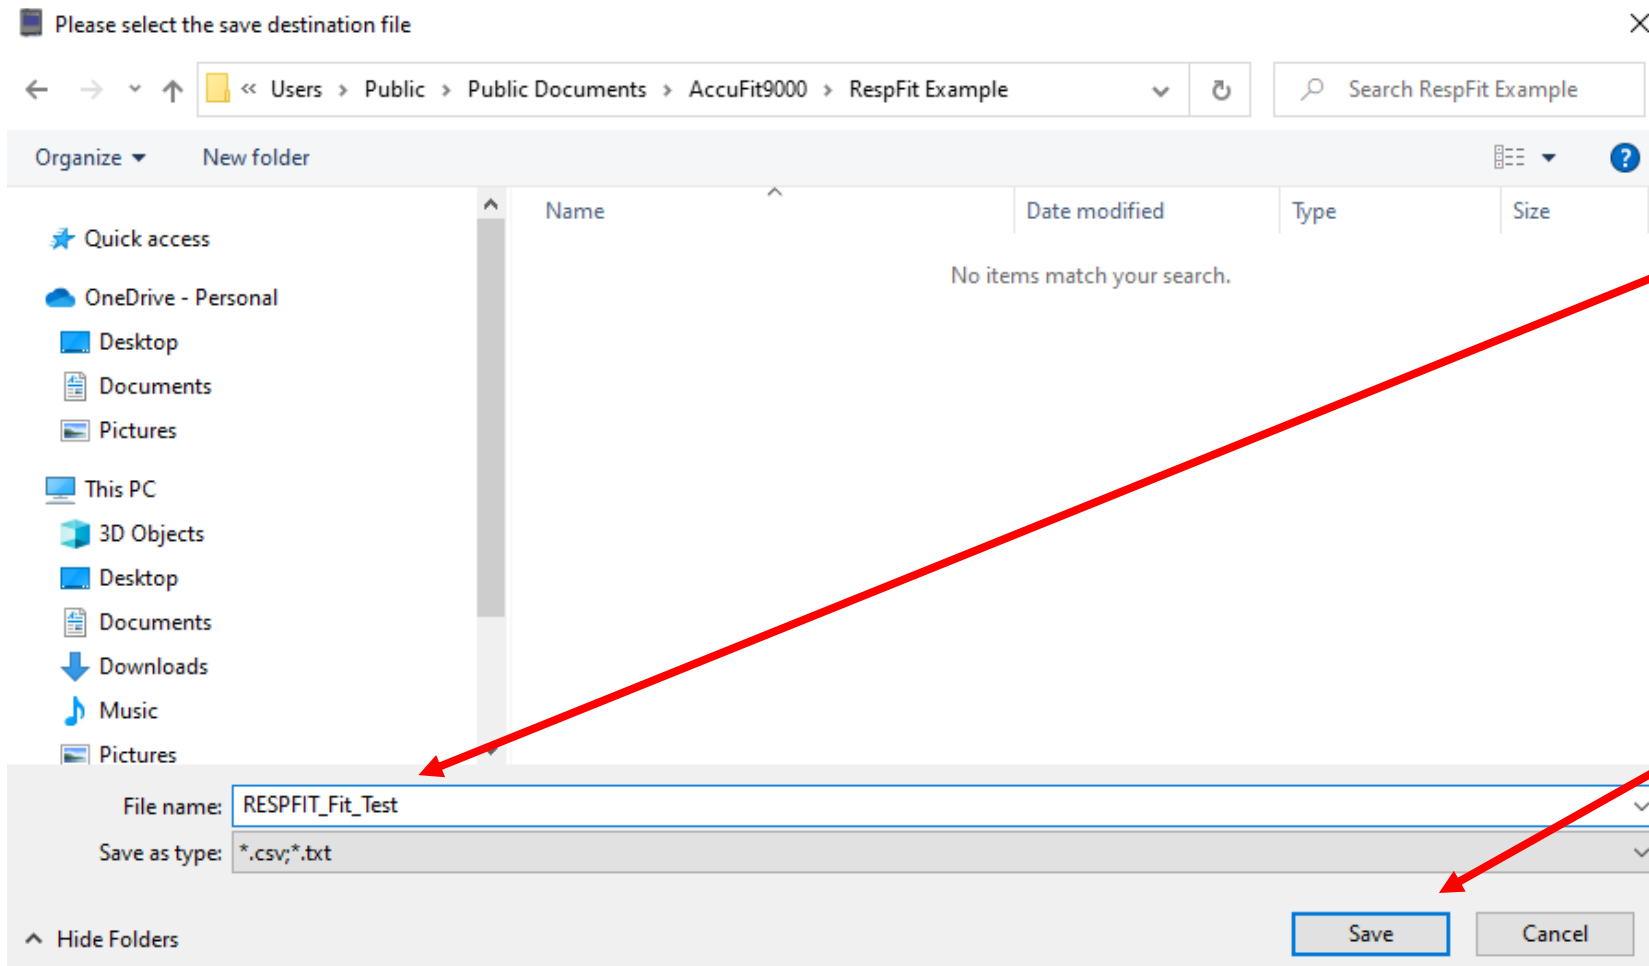 Please select the save destination file
« Users › Public › Public Documents › AccuFit9000 › RespFit Example
Search RespFit Example
Organize
New folder
?
Name
Date modified
Type
Size
No items match your search.
Quick access
OneDrive - Personal
Desktop
Documents
Pictures
This PC
3D Objects
Desktop
Documents
Downloads
Music
Pictures
File name: RESPFIT_Fit_Test
Save as type: *.csv;*.txt
Hide Folders
Save
Cancel